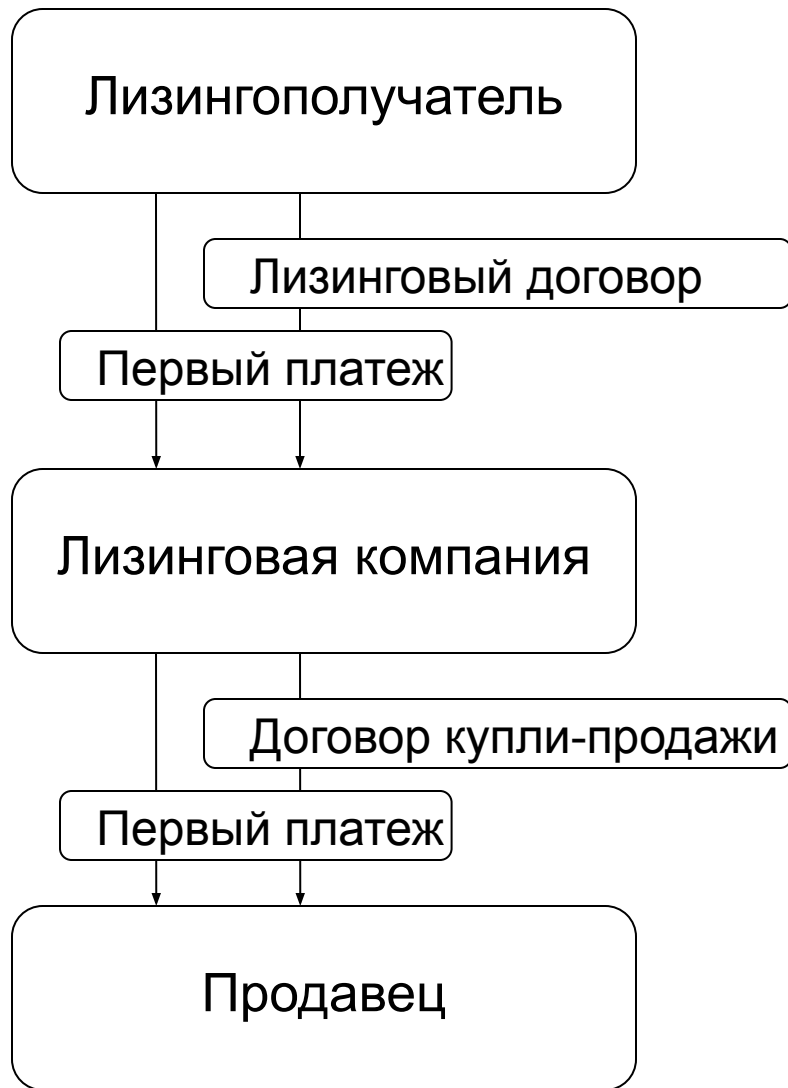 Лизингополучатель
Лизинговый договор
Первый платеж
Лизинговая компания
Договор купли-продажи
Первый платеж
Продавец